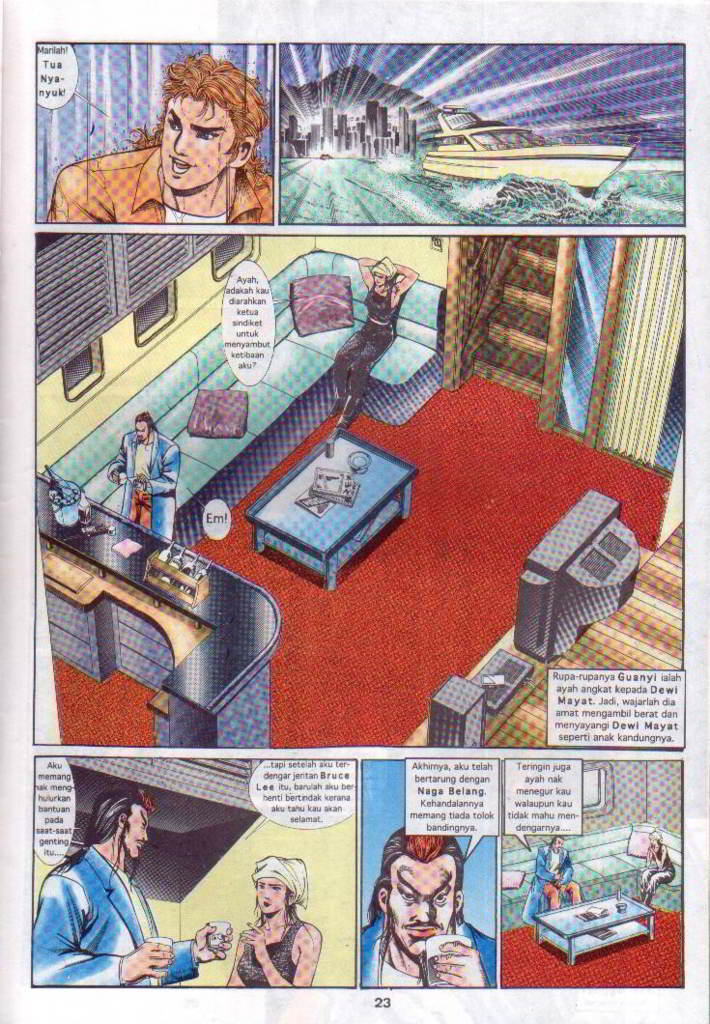 Marilah!
Tua
Nya-
nyuk!
Ayah,
adakah kau
diarahkan
ketua
sindiket
untuk
menyambut
ketibaan
aku?
Em!
Rupa-rupanya Guanyi ialah
ayah angkat kepada Dewi
Mayat. Jadi, wajarlah dia
amat mengambil berat dan
menyayangi Dewi Mayat
seperti anak kandungnya.
Aku
memang
nak meng-
hulurkan
bantuan
pada
saat-saat
genting
itu....
...tapi setelah aku ter-
dengar jeritan Bruce
Lee itu, barulah aku ber-
henti bertindak kerana
aku tahu kau akan
selamat.
Akhirnya, aku telah
bertarung dengan
Naga Belang.
Kehandalannya
memang tiada tolok
bandingnya.
Teringin juga
ayah nak
menegur kau
walaupun kau
tidak mahu men-
dengarnya....
23